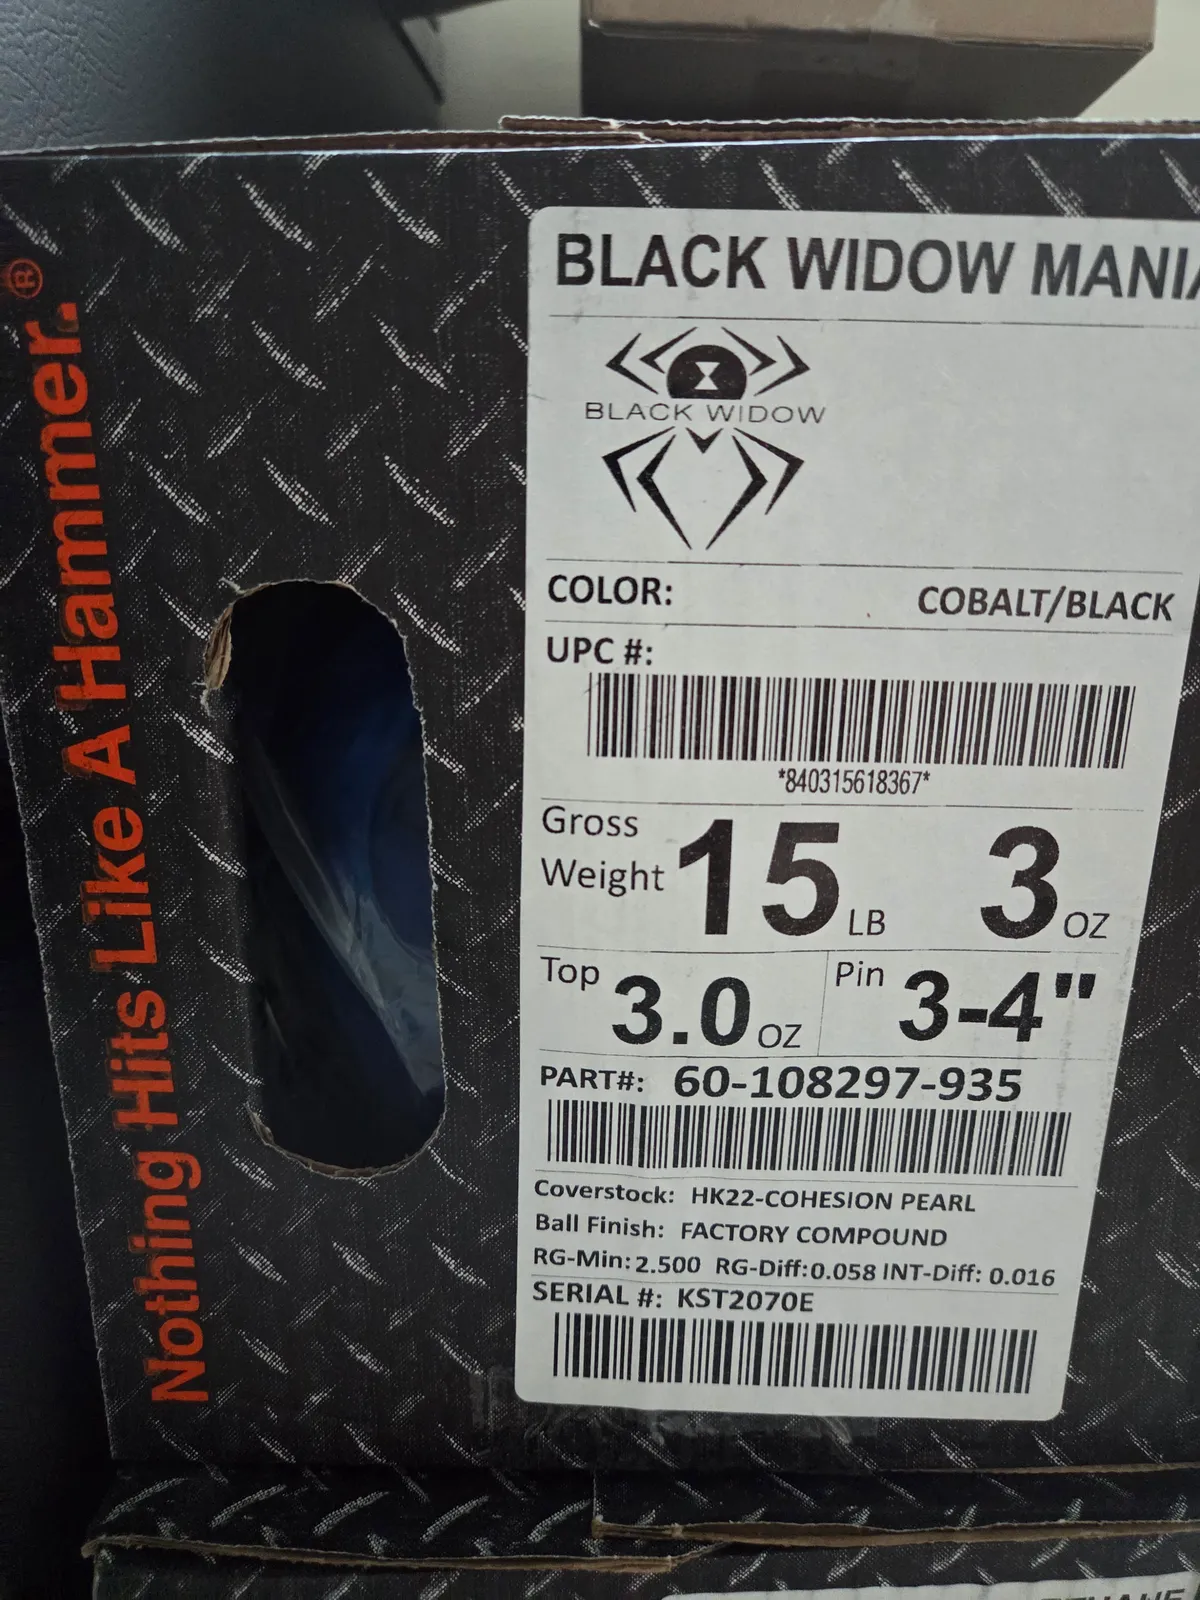 Nothing Hits Like A Hammer.®
BLACK WIDOW MANIA
BLACK WIDOW
COLOR: COBALT/BLACK
UPC #:
*840315618367*
Gross Weight 15 LB 3 OZ
Top 3.0 OZ Pin 3-4"
PART#: 60-108297-935
Coverstock: HK22-COHESION PEARL
Ball Finish: FACTORY COMPOUND
RG-Min: 2.500 RG-Diff: 0.058 INT-Diff: 0.016
SERIAL #: KST2070E